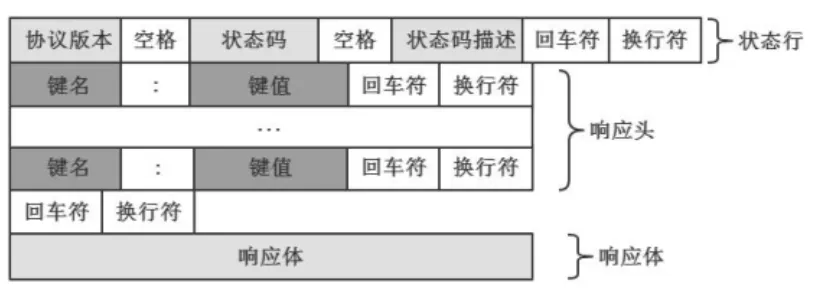 协议版本 空格 状态码 空格 状态码描述 回车符 换行符 状态行
键名 : 键值 回车符 换行符
...
响应头
键名 : 键值 回车符 换行符
回车符 换行符
响应体 响应体